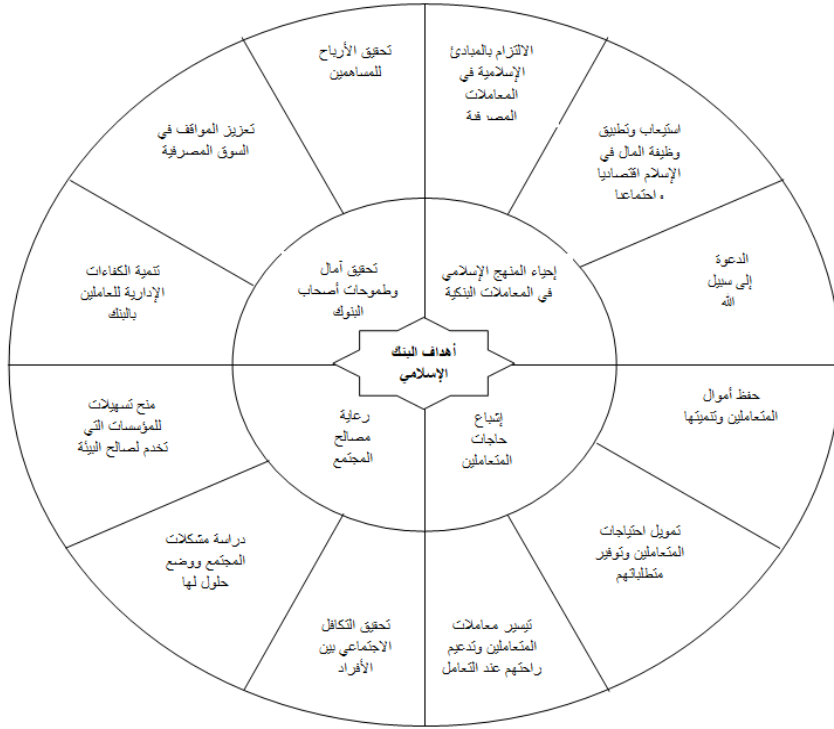 أهداف البنك
الإسلامي
إحياء المنهج الإسلامي
في المعاملات البنكية
الالتزام بالمبادئ
الإسلامية في
المعاملات
المصرفية
استيعاب وتطبيق
وظيفة المال في
الإسلام اقتصاديا
واجتماعيا
الدعوة
إلى سبيل
الله
إشباع
حاجات
المتعاملين
حفظ أموال
المتعاملين وتنميتها
تمويل احتياجات
المتعاملين وتوفير
متطلباتهم
تيسير معاملات
المتعاملين وتدعيم
راحتهم عند التعامل
رعاية
مصالح
المجتمع
تحقيق التكافل
الاجتماعي بين
الأفراد
دراسة مشكلات
المجتمع ووضع
حلول لها
منح تسهيلات
للمؤسسات التي
تخدم لصالح البيئة
تحقيق آمال
وطموحات أصحاب
البنوك
تنمية الكفاءات
الإدارية للعاملين
بالبنك
تعزيز المواقف في
السوق المصرفية
تحقيق الأرباح
للمساهمين